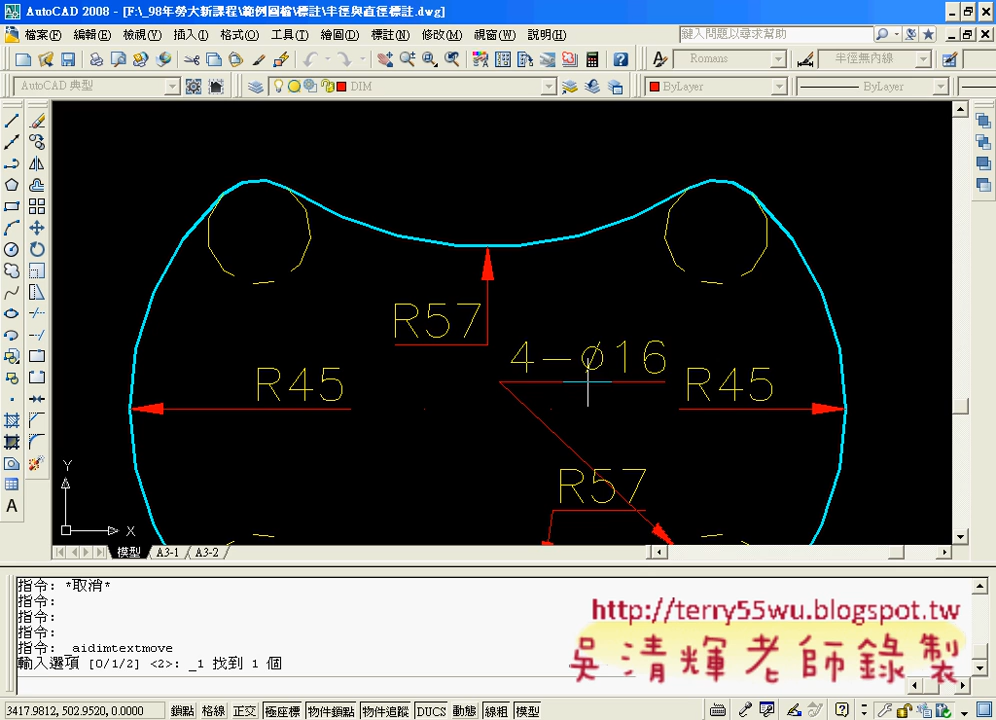 AutoCAD 2008 - [F:\_98年勞大新課程\範例圖檔\標註\半徑與直徑標註.dwg]
檔案(F) 編輯(E) 檢視(V) 插入(I) 格式(O) 工具(T) 繪圖(D) 標註(N) 修改(M) 視窗(W) 說明(H) 鍵入問題以尋求幫助
Romans 半徑無內線
AutoCAD 典型 DIM ByLayer ByLayer
R57
4-ø16
R45
R45
R57
Y
X
模型 A3-1 A3-2
指令: *取消*
指令:
指令:
指令:
指令: _aidimtextmove
輸入選項 [0/1/2] <2>: _1 找到 1 個
http://terry55wu.blogspot.tw
吳清輝老師錄製
3417.9812, 502.9520, 0.0000 鎖點 格線 正交 極座標 物件鎖點 物件追蹤 DUCS 動態 線粗 模型